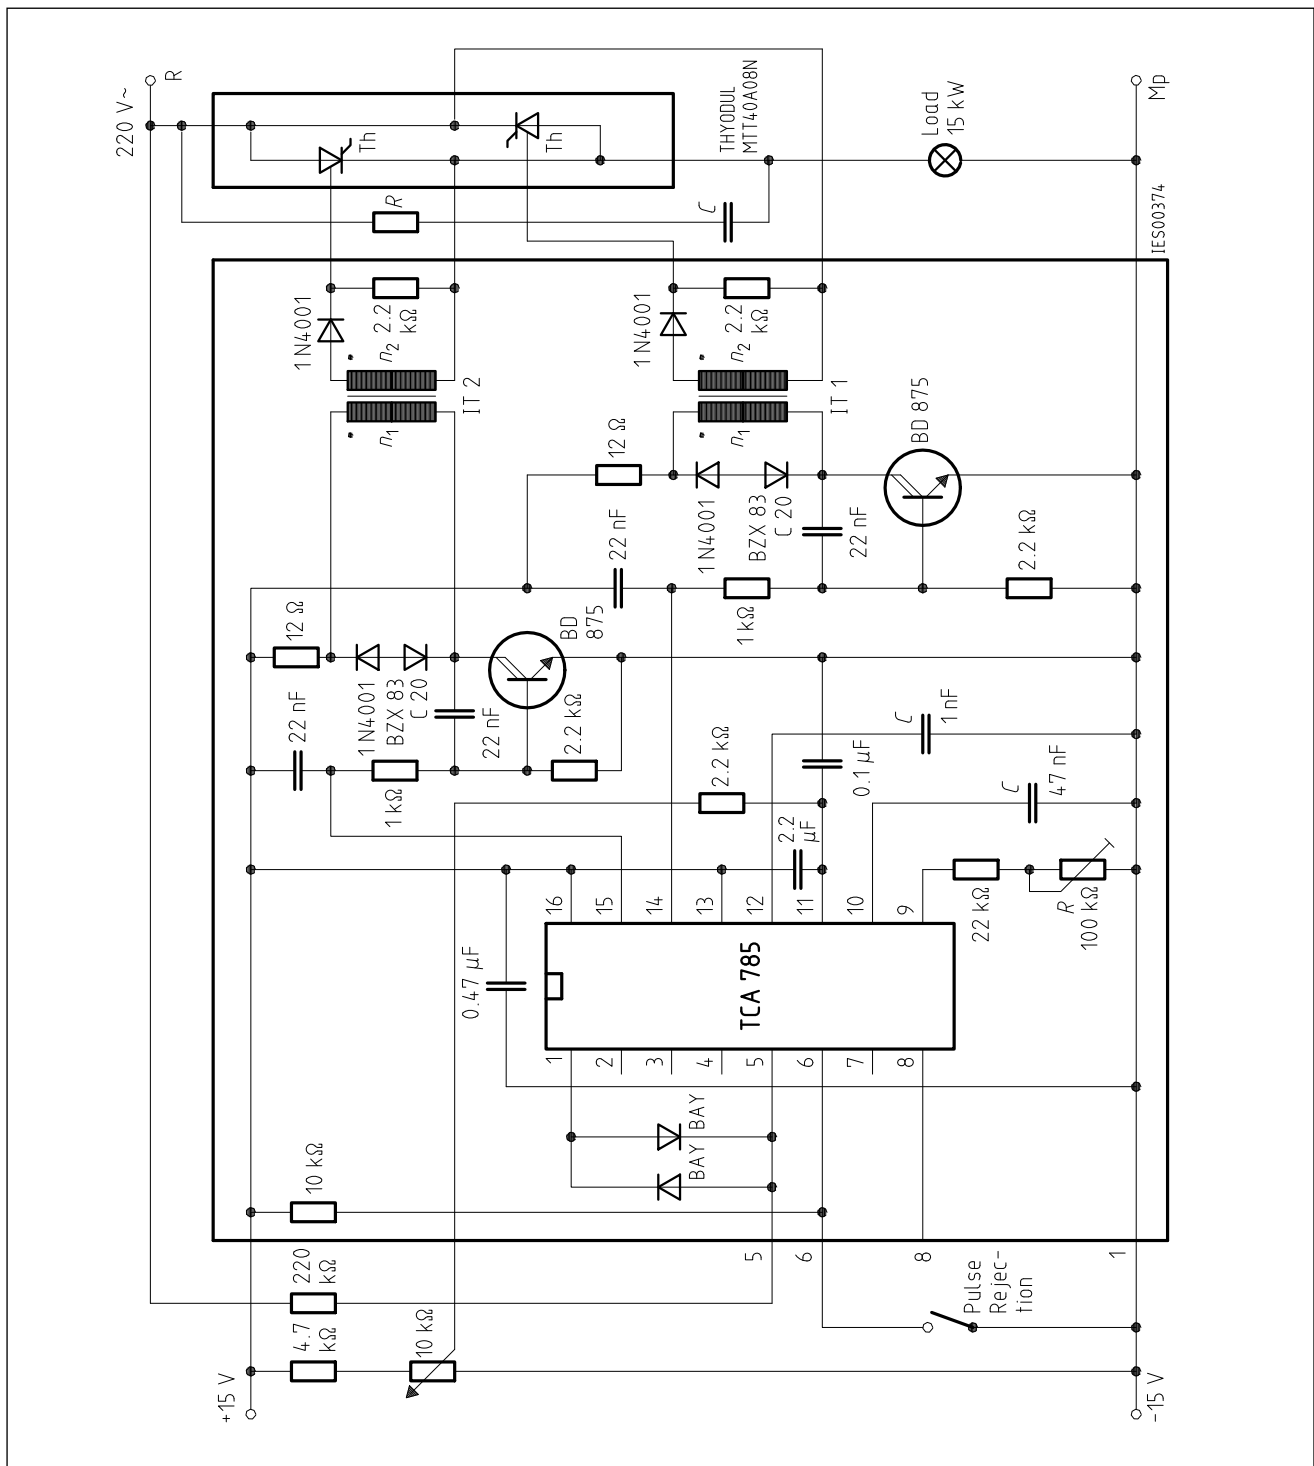 220 V~
R
Th
Th
THYODUL
MTT40A08N
Load
15 kW
Mp
R
C
IES00374
1N4001
2.2
kΩ
n2
n1
IT 2
1N4001
2.2
kΩ
n2
n1
IT 1
12 Ω
1N4001
BZX 83
C 20
22 nF
BD 875
22 nF
1 kΩ
2.2 kΩ
12 Ω
22 nF
1N4001
BZX 83
C 20
22 nF
BD
875
1 kΩ
2.2 kΩ
2.2 kΩ
0.1 µF
C
1 nF
C
47 nF
2.2
µF
0.47 µF
22 kΩ
R
100 kΩ
16
15
14
13
12
11
10
9
TCA 785
1
2
3
4
5
6
7
8
BAY
BAY
10 kΩ
220
kΩ
4.7
kΩ
10 kΩ
5
6
8
1
Pulse
Rejec-
tion
+15 V
-15 V